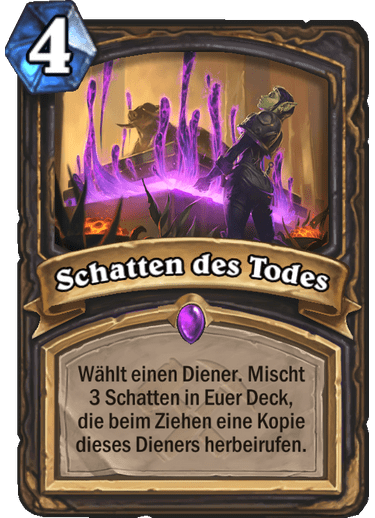 4
Schatten des Todes
Wählt einen Diener. Mischt
3 Schatten in Euer Deck,
die beim Ziehen eine Kopie
dieses Dieners herbeirufen.